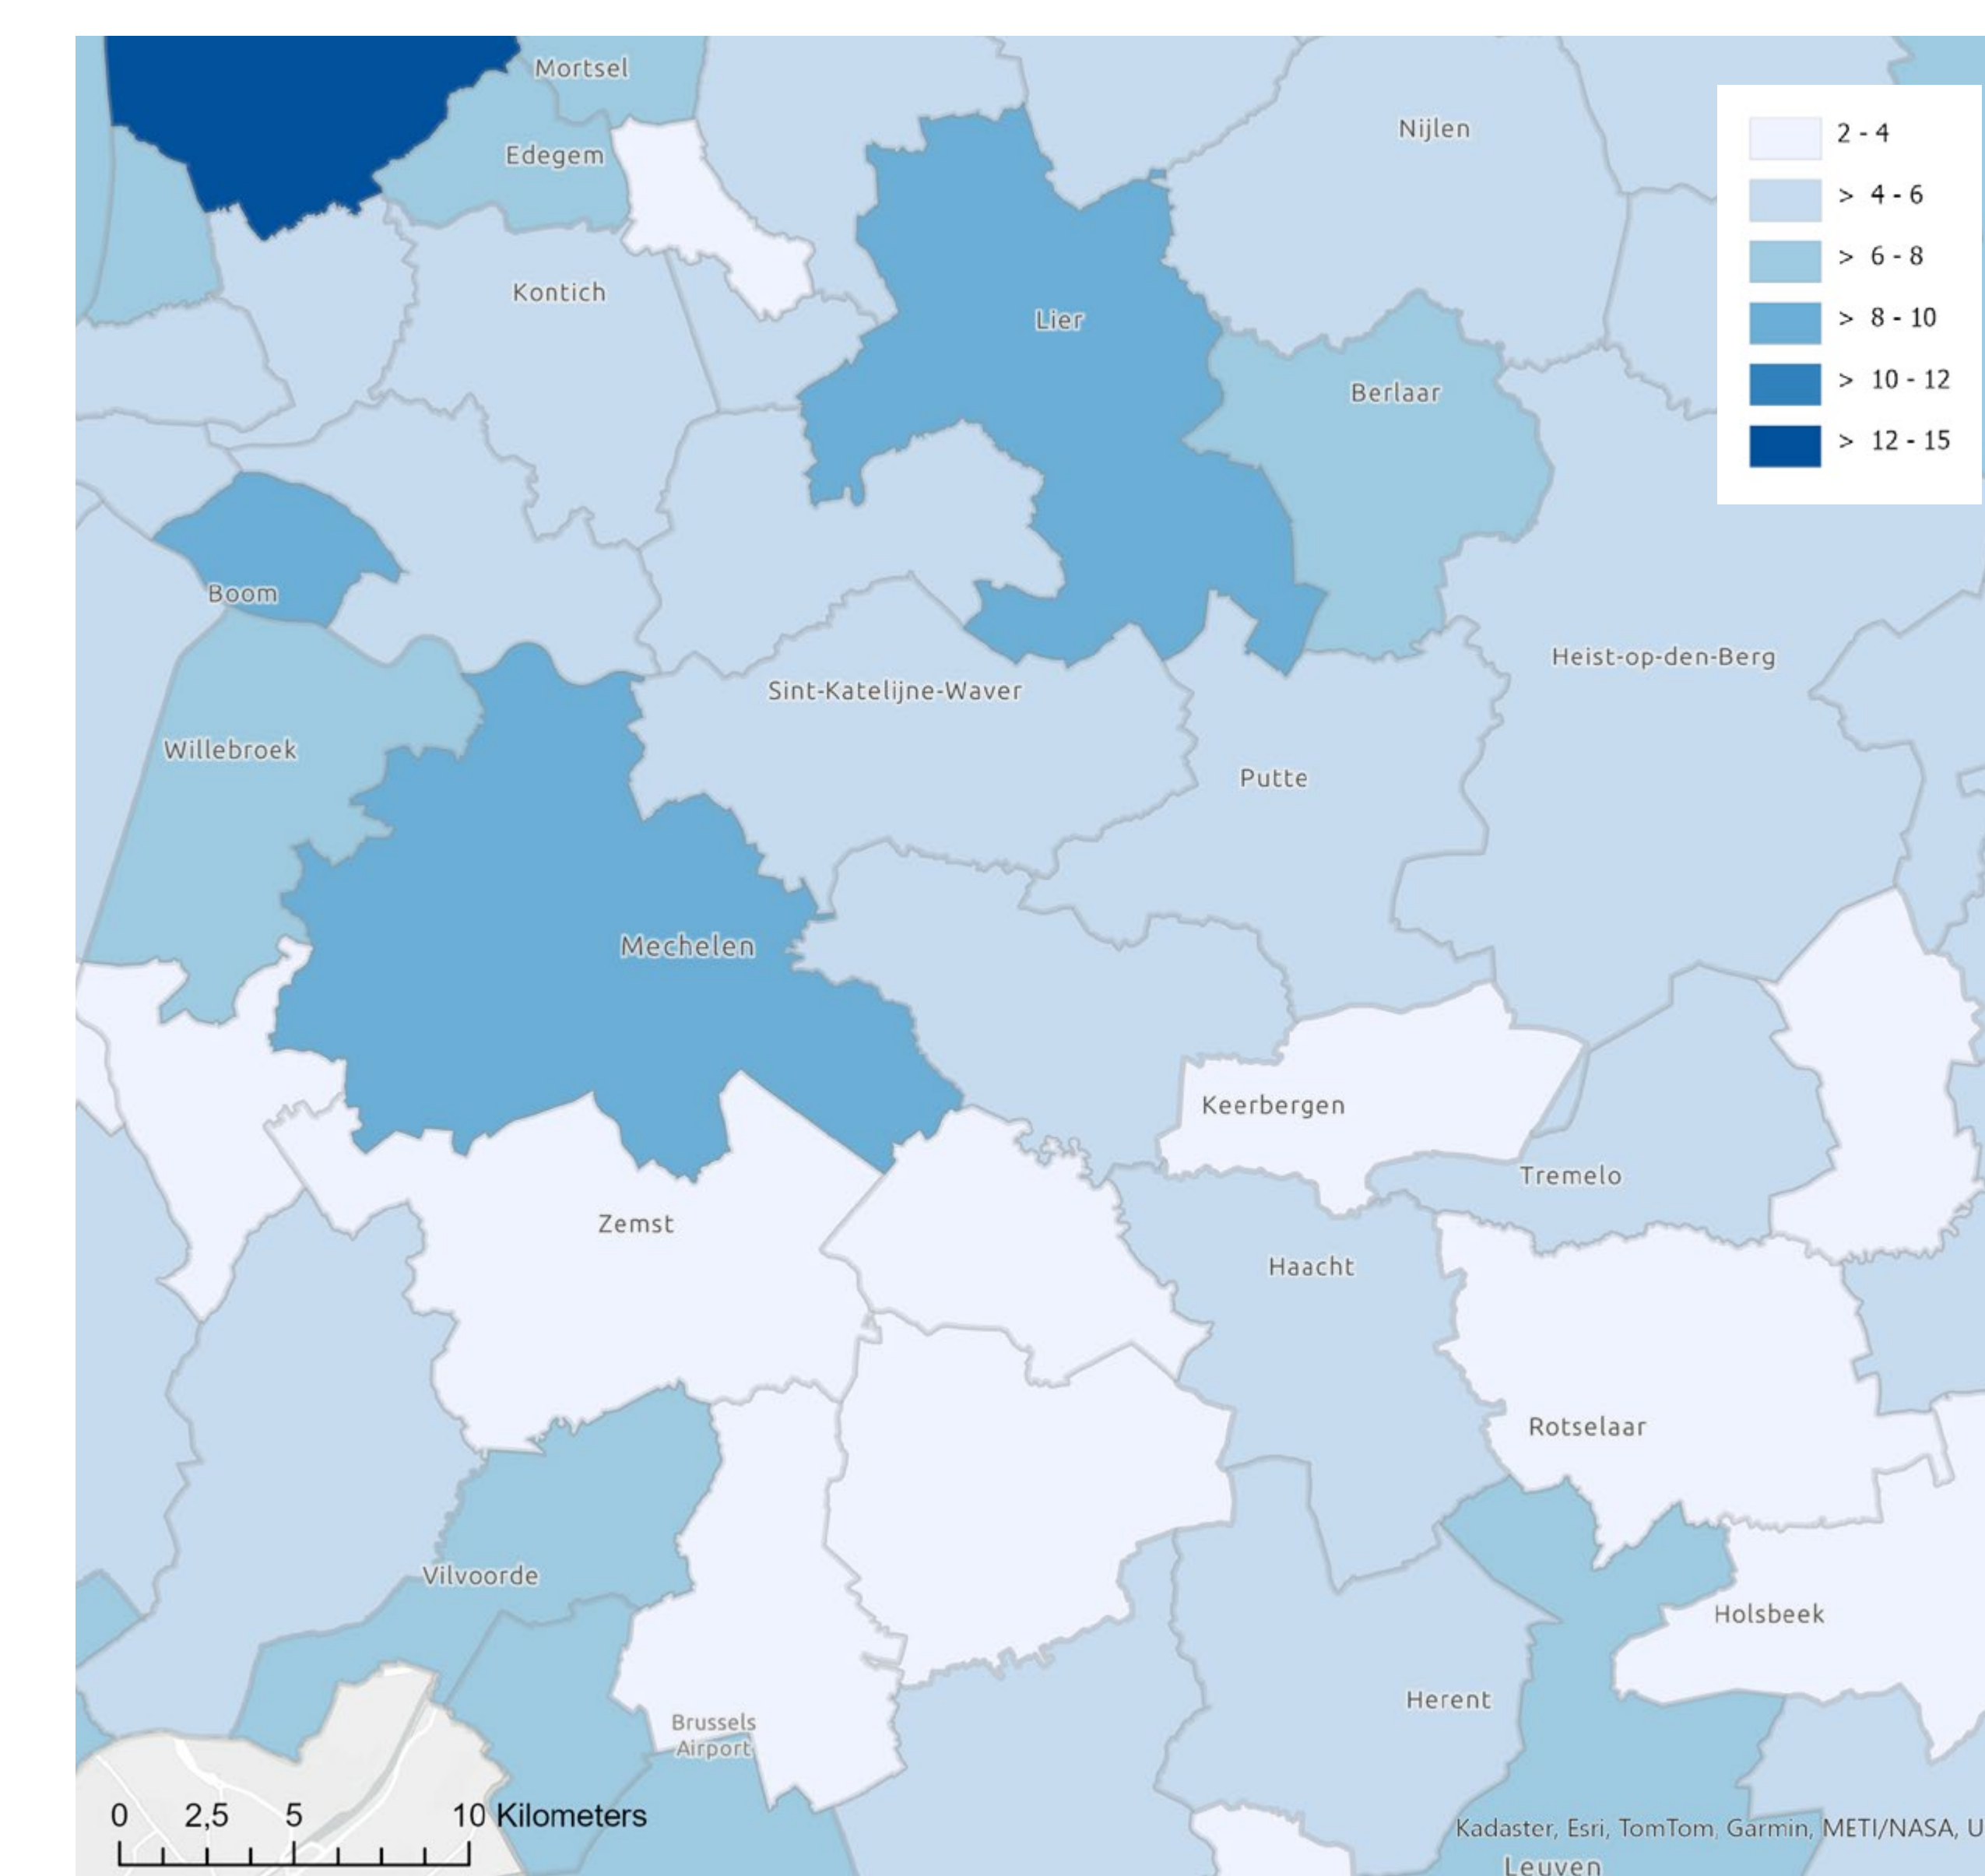 Mortsel
Nijlen
Edegem
Kontich
Lier
Berlaar
2 - 4
> 4 - 6
> 6 - 8
> 8 - 10
> 10 - 12
> 12 - 15
Boom
Heist-op-den-Berg
Sint-Katelijne-Waver
Willebroek
Putte
Mechelen
Keerbergen
Tremelo
Zemst
Haacht
Rotselaar
Vilvoorde
Holsbeek
Herent
Brussels
Airport
0 2,5 5 10 Kilometers
Kadaster, Esri, TomTom, Garmin, METI/NASA, U
Leuven